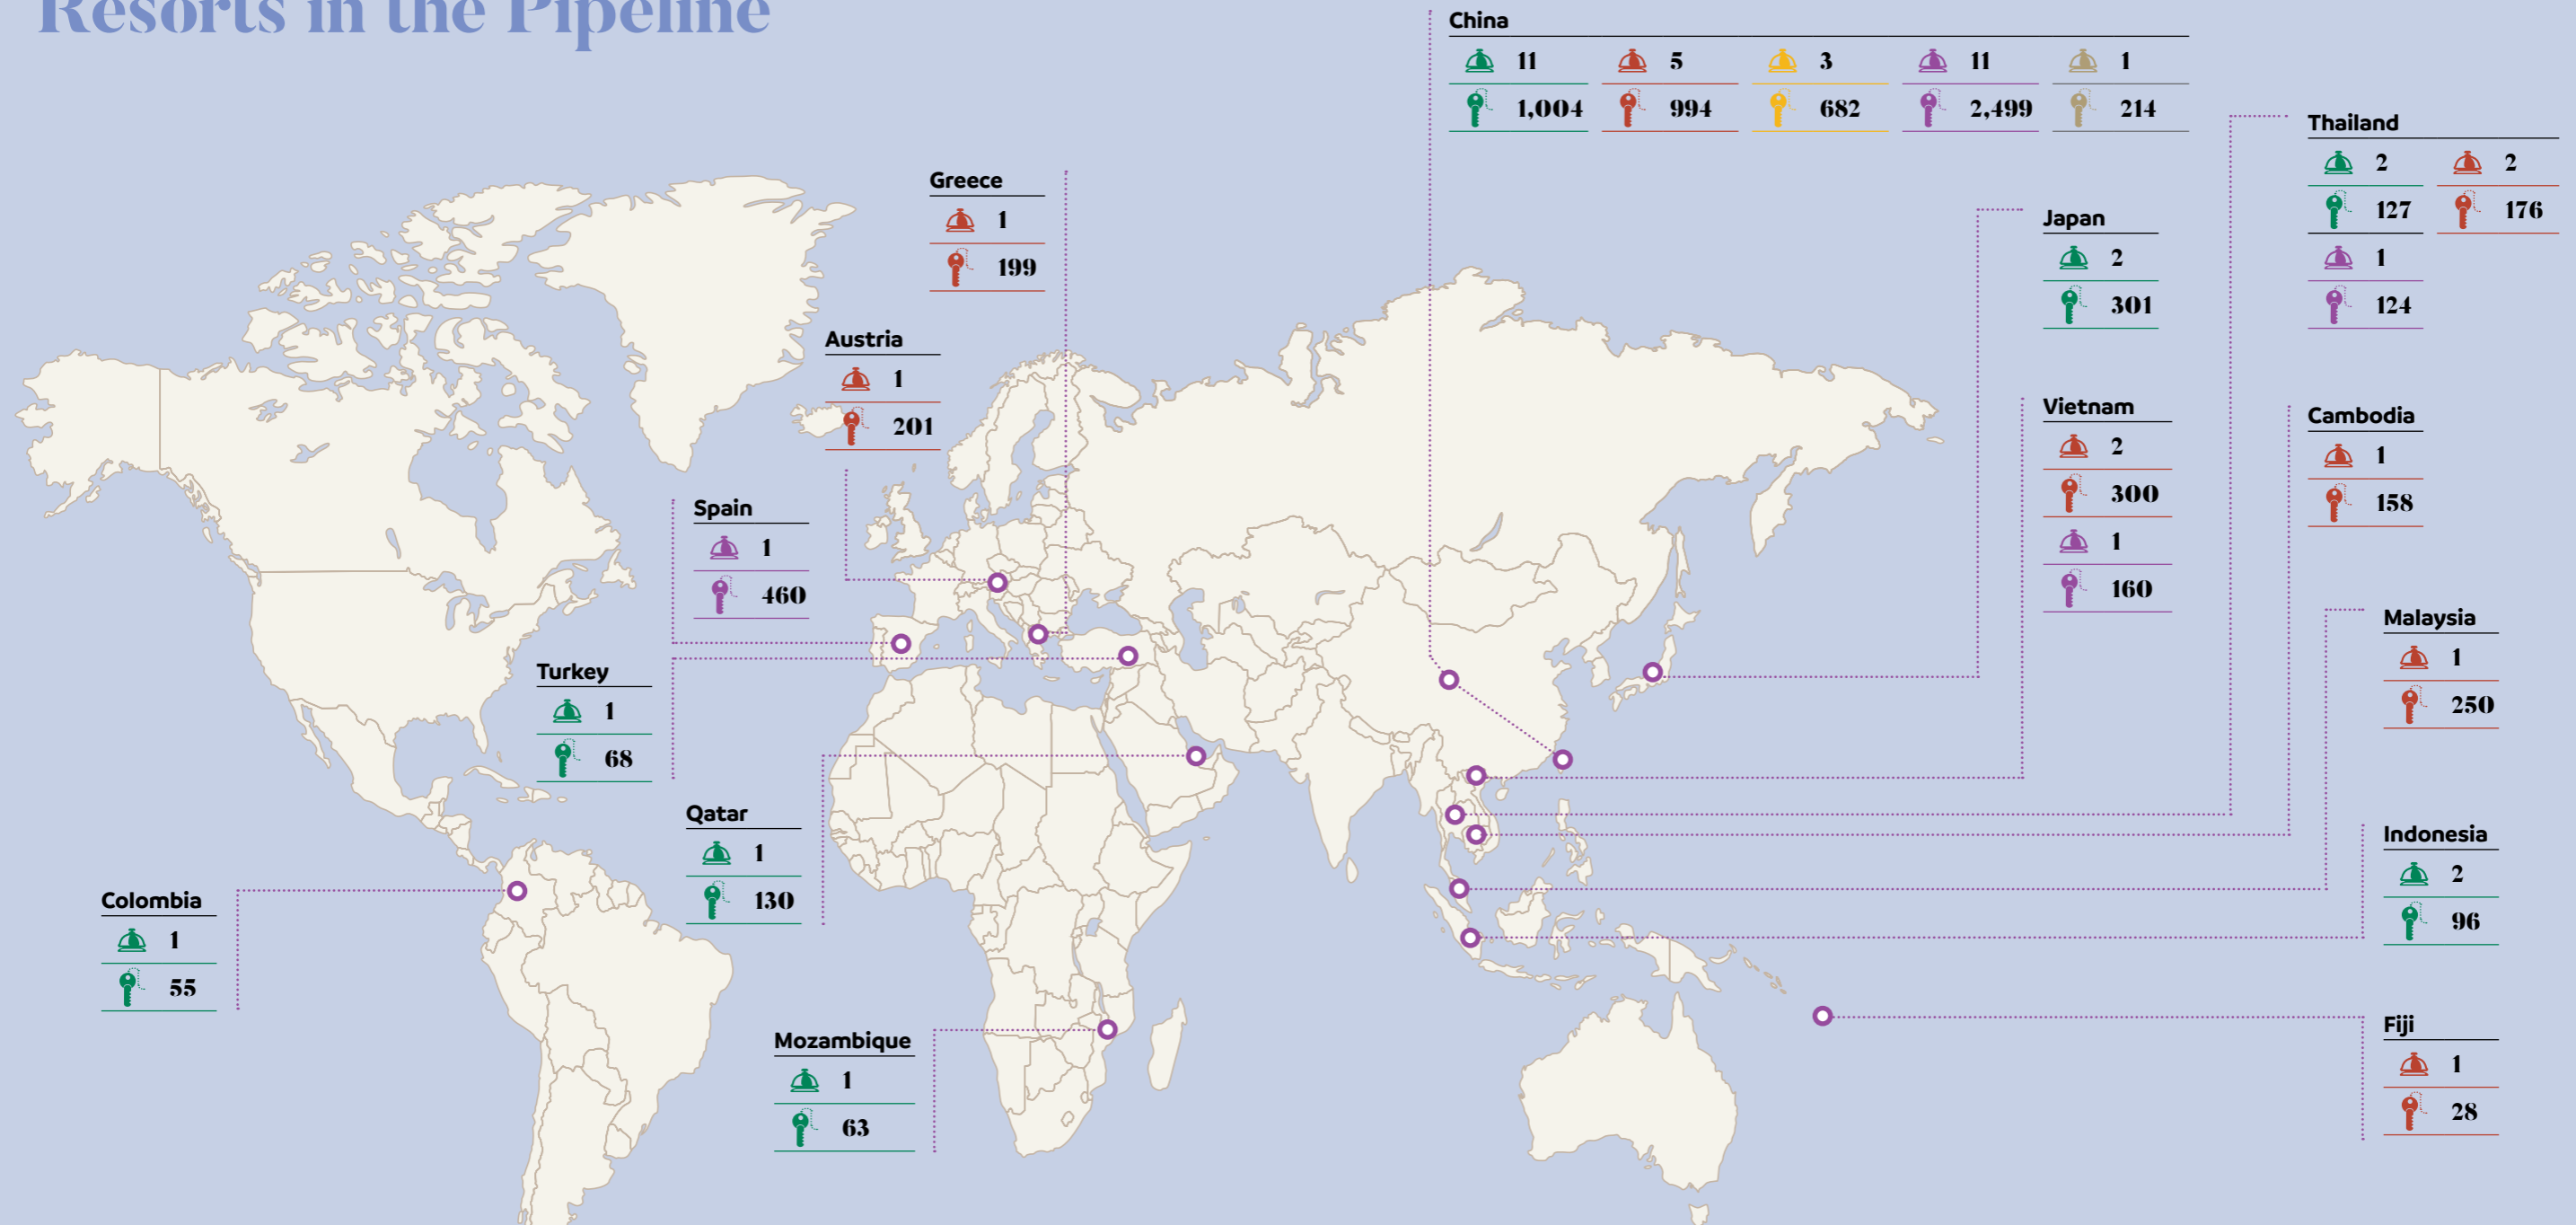 Resorts in the Pipeline
China
11 5 3 11 1
1,004 994 682 2,499 214
Thailand
2 2
127 176
1
124
Greece
1
199
Japan
2
301
Austria
1
201
Vietnam
2
300
1
160
Cambodia
1
158
Spain
1
460
Malaysia
1
250
Turkey
1
68
Qatar
1
130
Indonesia
2
96
Colombia
1
55
Mozambique
1
63
Fiji
1
28